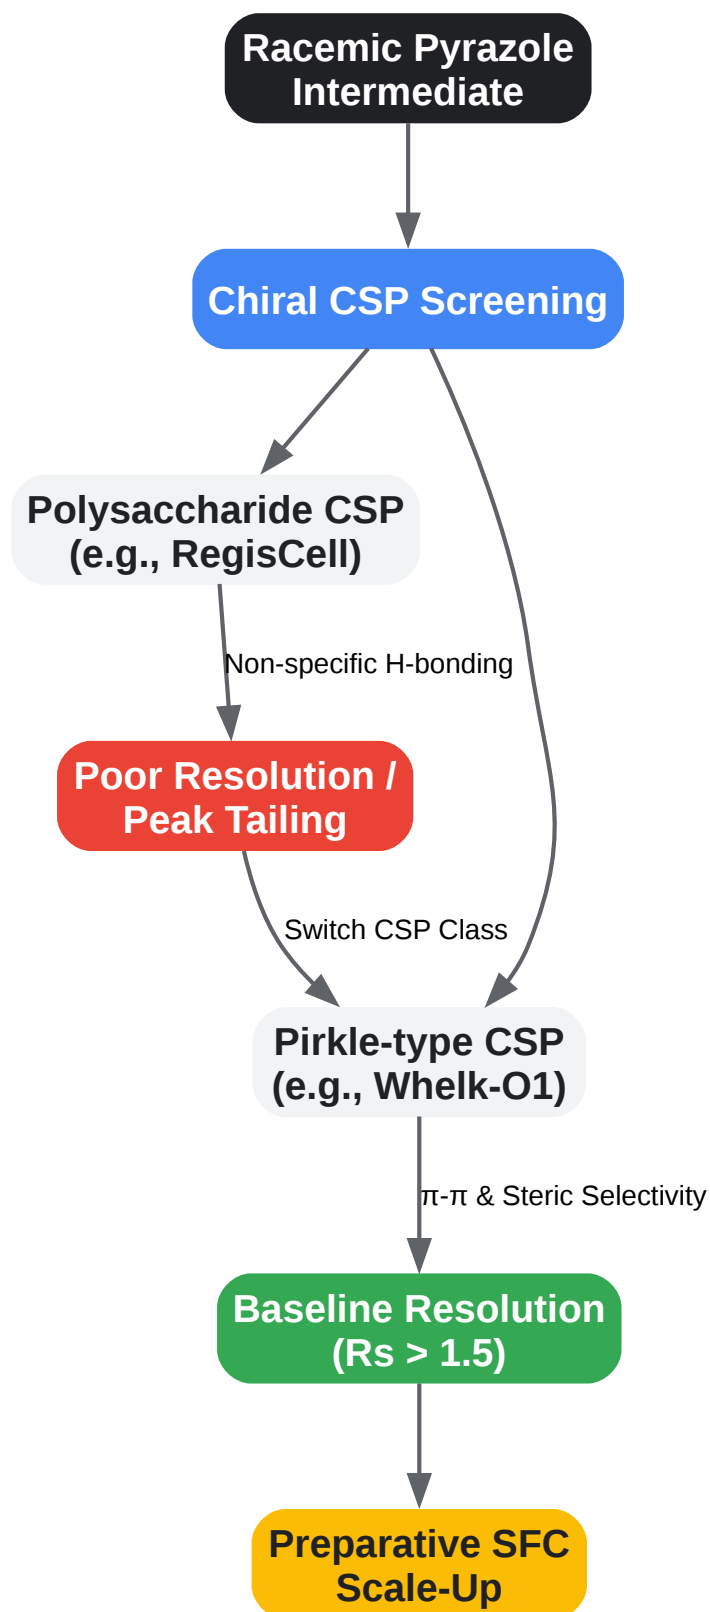 Racemic Pyrazole
Intermediate
Chiral CSP Screening
Polysaccharide CSP
(e.g., RegisCell)
Non-specific H-bonding
Poor Resolution /
Peak Tailing
Switch CSP Class
Pirkle-type CSP
(e.g., Whelk-O1)
π-π & Steric Selectivity
Baseline Resolution
(Rs > 1.5)
Preparative SFC
Scale-Up